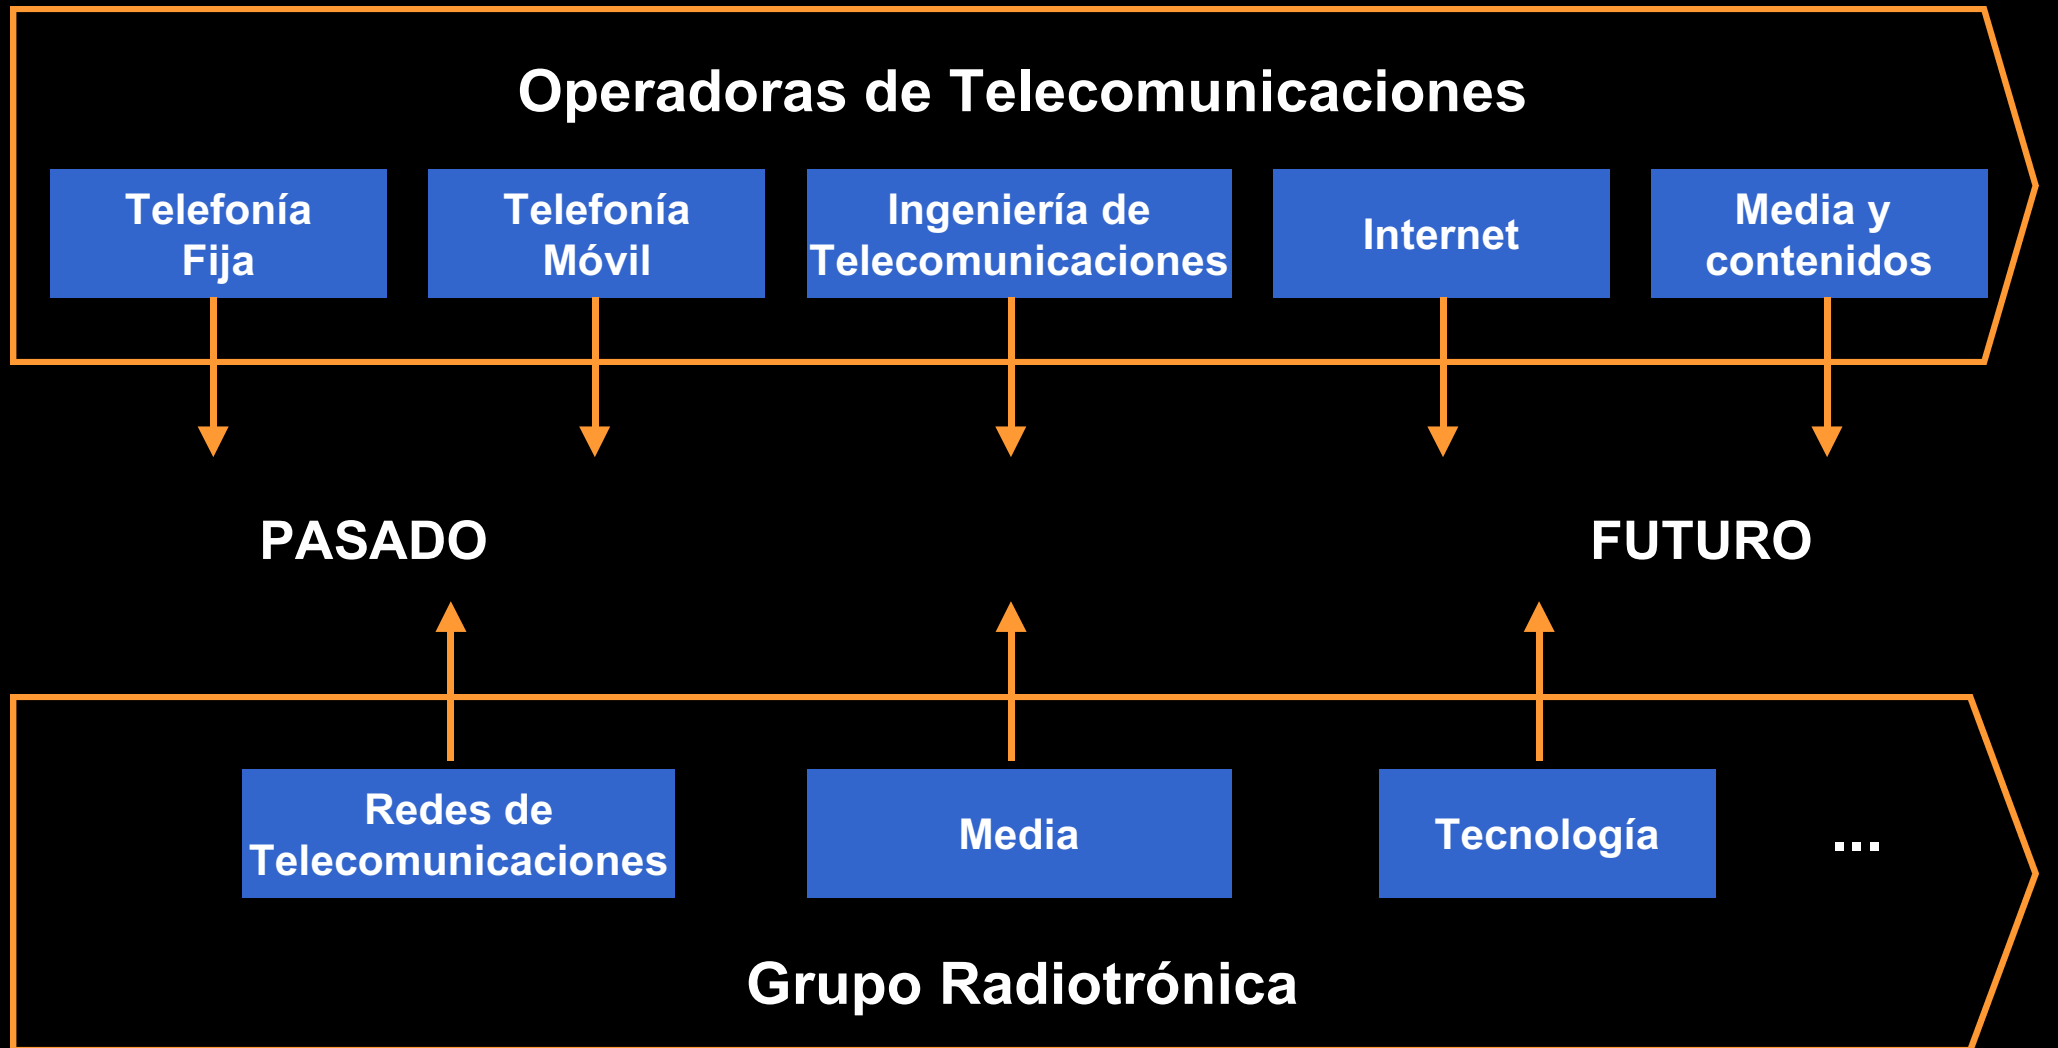 Operadoras de Telecomunicaciones
Telefonía
Fija
Telefonía
Móvil
Ingeniería de
Telecomunicaciones
Internet
Media y
contenidos
PASADO
FUTURO
Redes de
Telecomunicaciones
Media
Tecnología
...
Grupo Radiotrónica